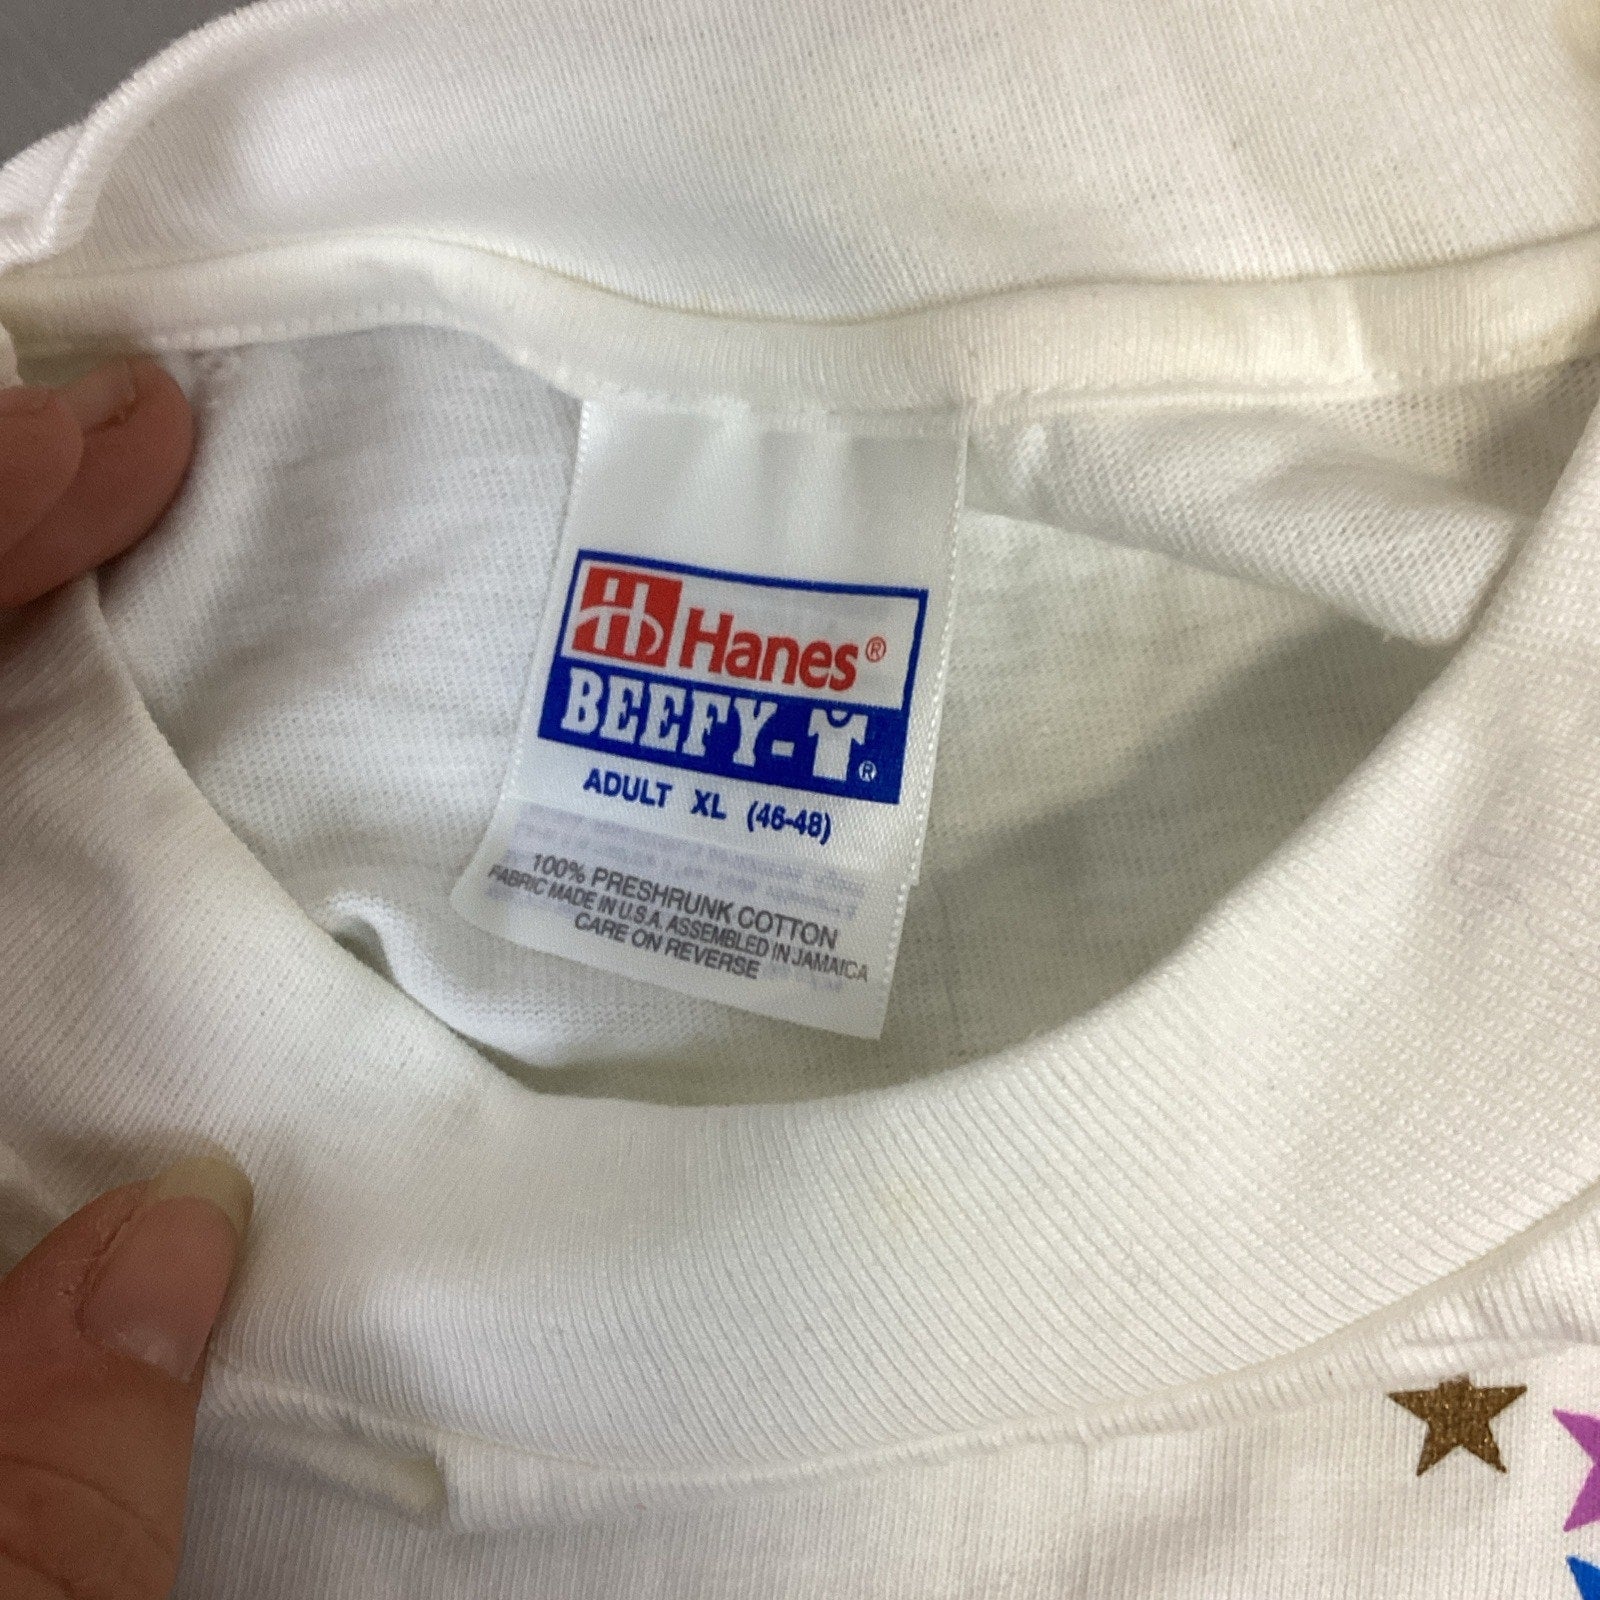 Hanes®
BEEFY-T®
ADULT XL (46-48)
100% PRESHRUNK COTTON
FABRIC MADE IN U.S.A. ASSEMBLED IN JAMAICA
CARE ON REVERSE